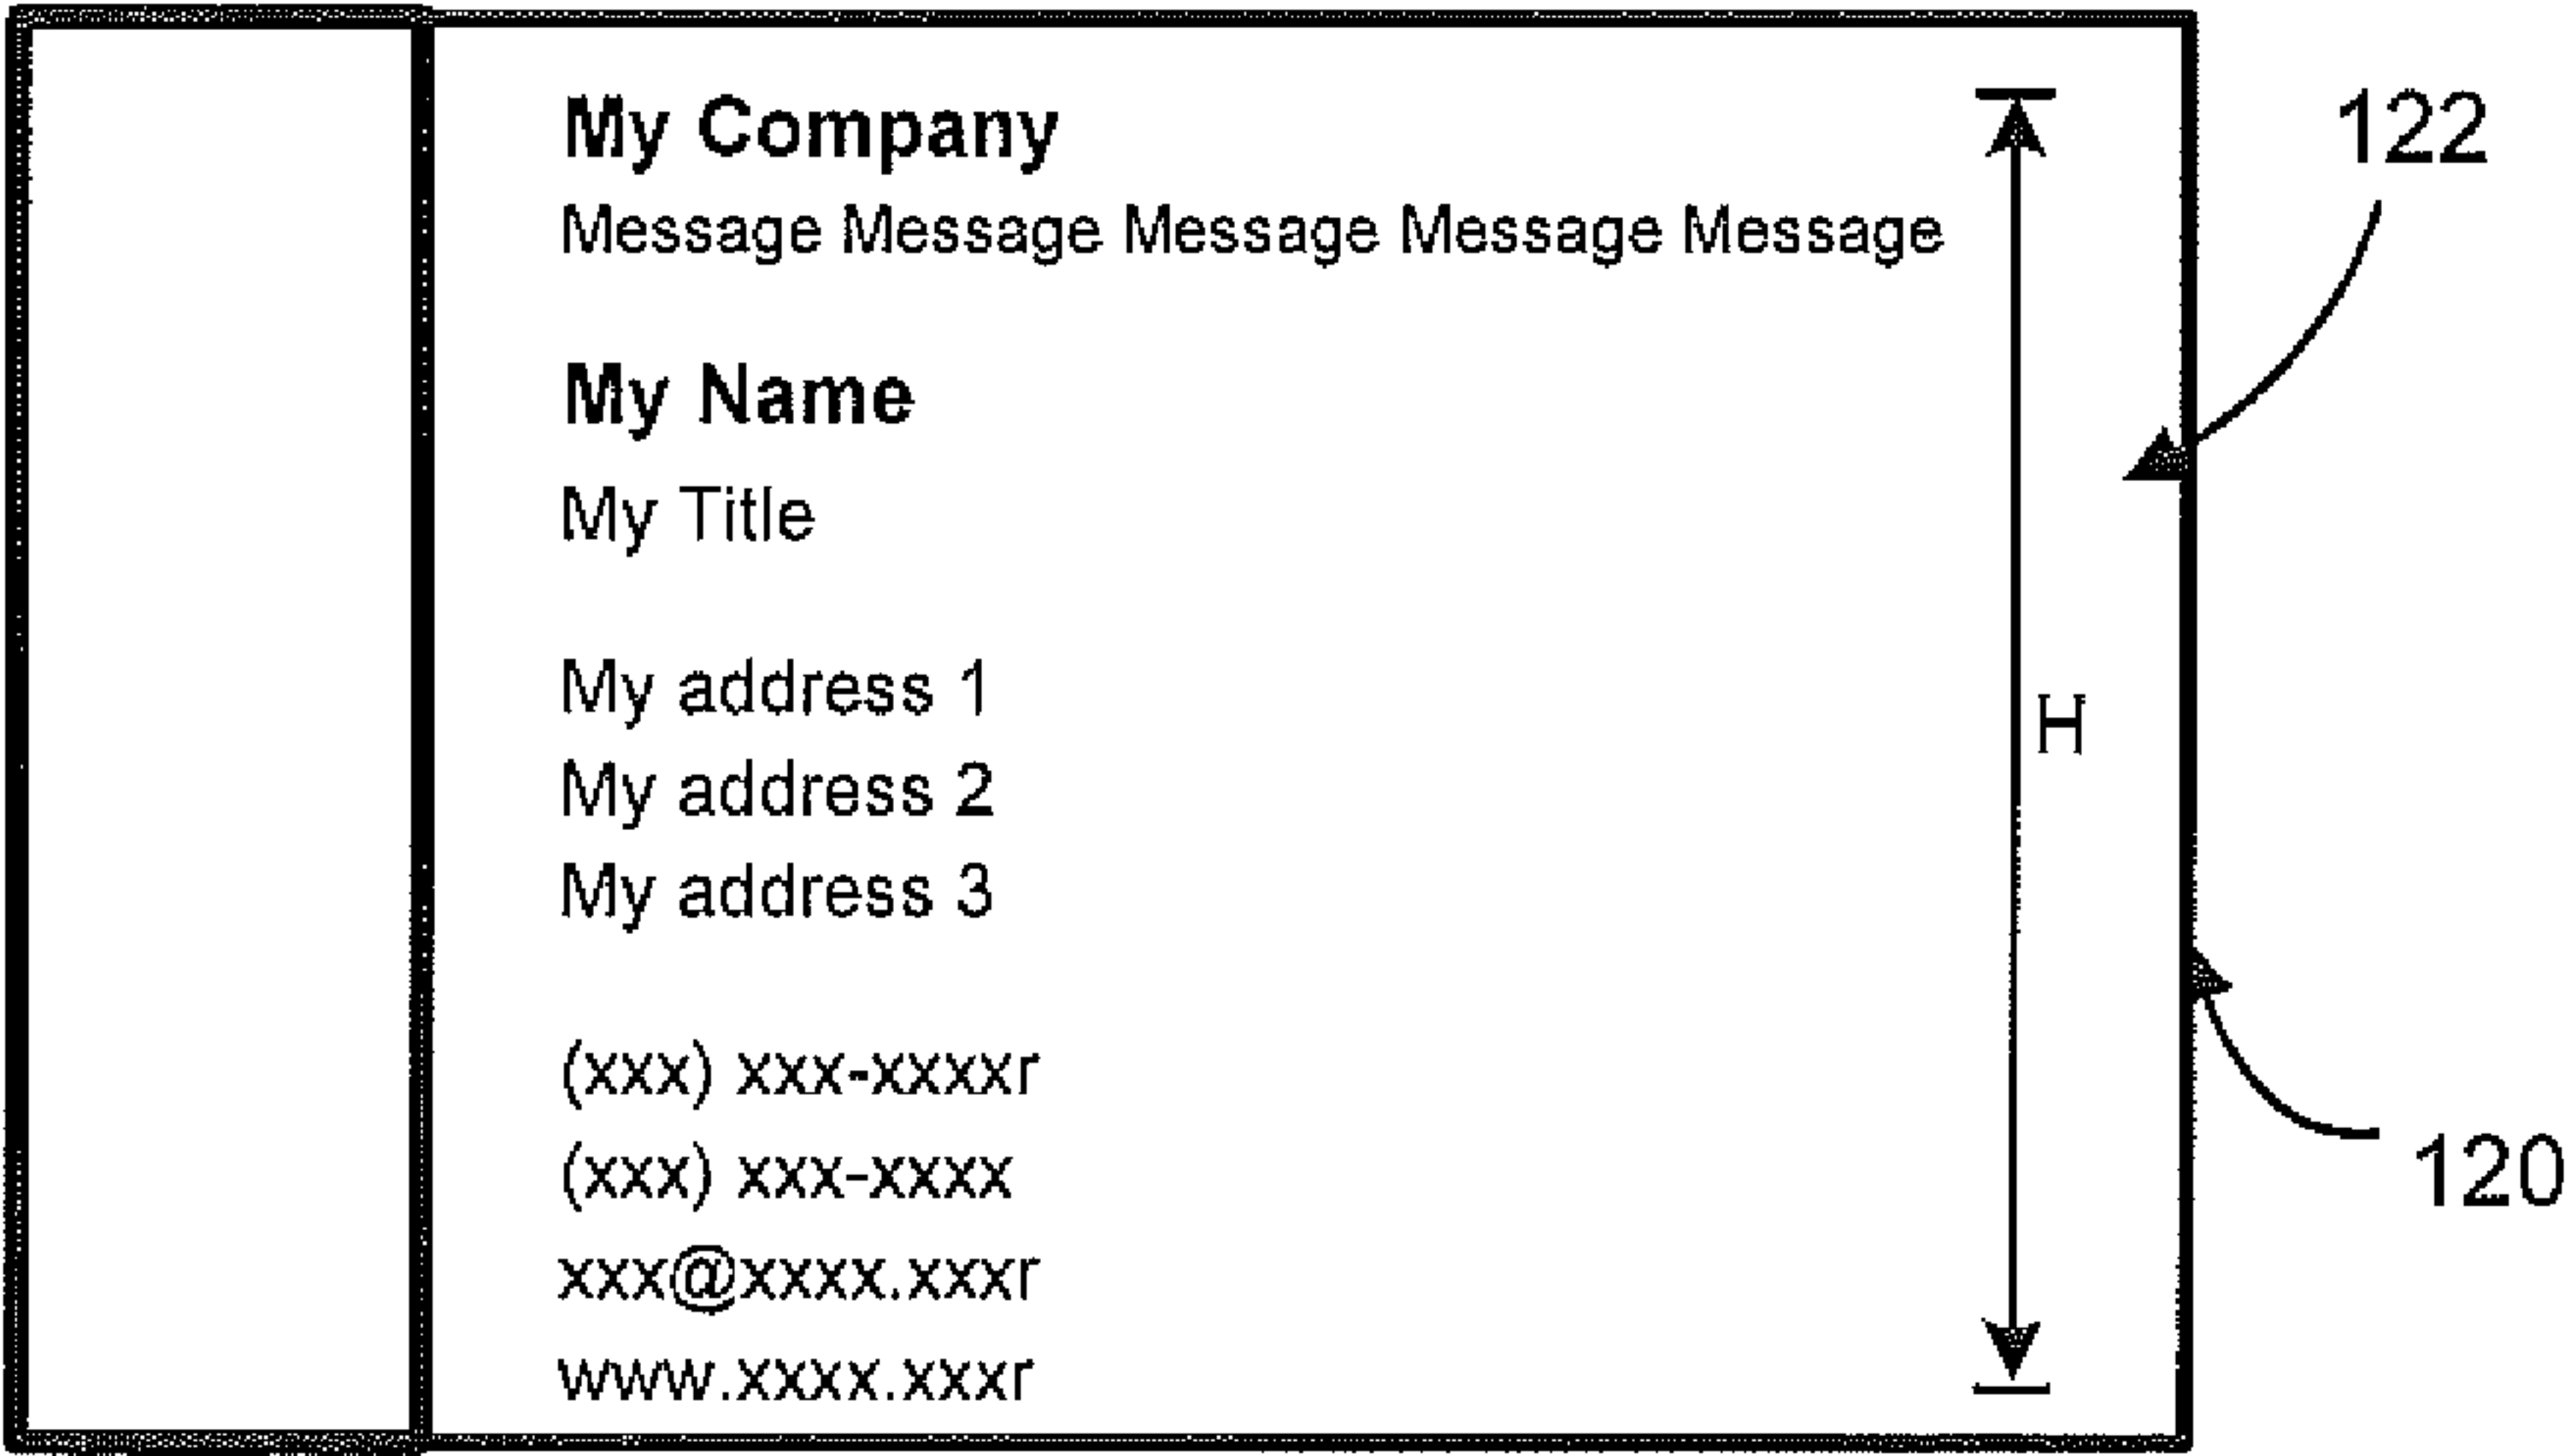 My Company
Message Message Message Message Message
My Name
My Title
My address 1
My address 2
My address 3
(xxx) xxx-xxxxr
(xxx) xxx-xxxx
xxx@xxxx.xxxr
www.xxxx.xxxr
H
122
120